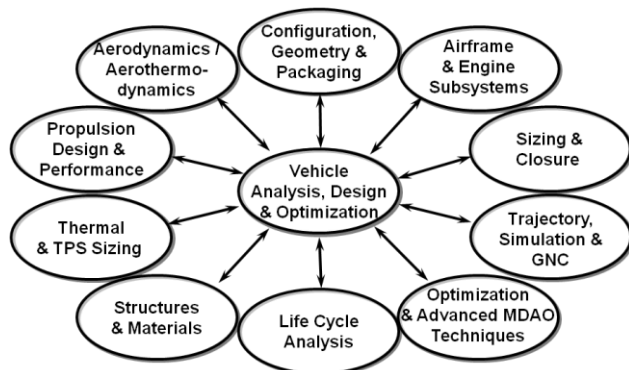 Configuration,
Geometry &
Packaging
Aerodynamics /
Aerothermo-
dynamics
Airframe
& Engine
Subsystems
Propulsion
Design &
Performance
Sizing &
Closure
Vehicle
Analysis, Design
& Optimization
Thermal
& TPS Sizing
Trajectory,
Simulation &
GNC
Structures
& Materials
Life Cycle
Analysis
Optimization
& Advanced MDAO
Techniques